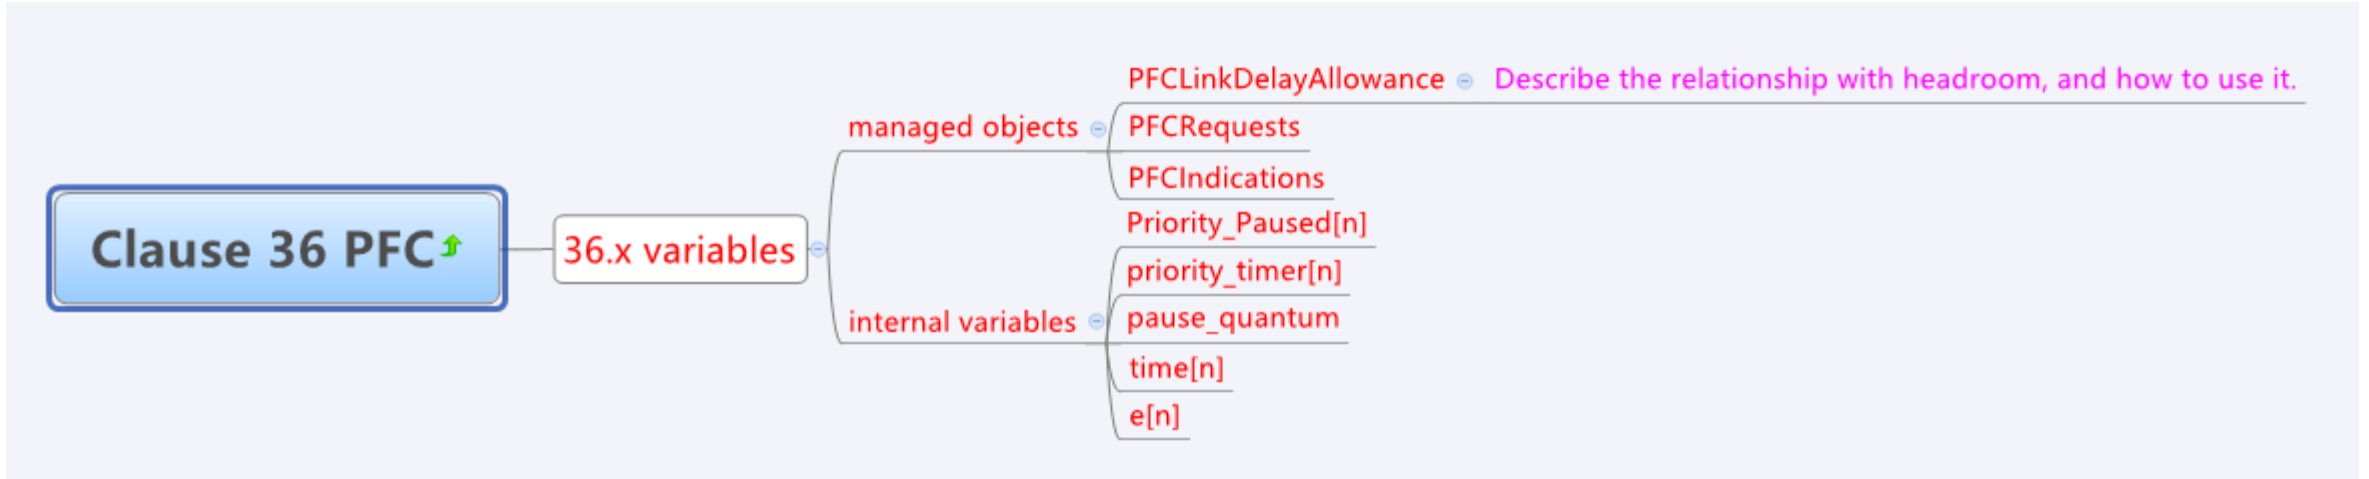 Clause 36 PFC
36.x variables
managed objects
PFCLinkDelayAllowance
Describe the relationship with headroom, and how to use it.
PFCRequests
PFCIndications
internal variables
Priority_Paused[n]
priority_timer[n]
pause_quantum
time[n]
e[n]